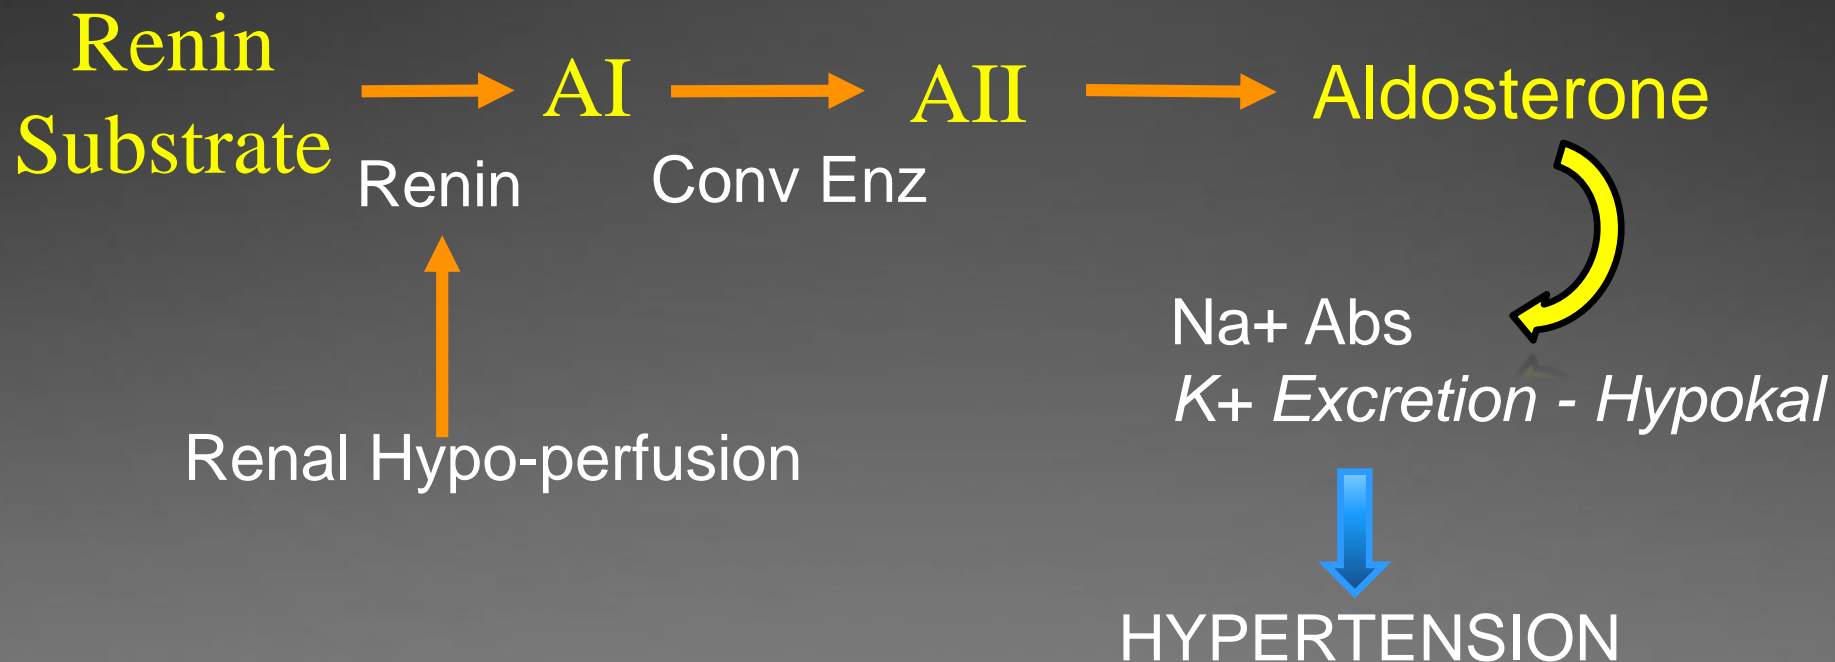 Renin
Substrate
AI
AII
Aldosterone
Renin
Conv Enz
Na+ Abs
K+ Excretion - Hypokal
Renal Hypo-perfusion
HYPERTENSION